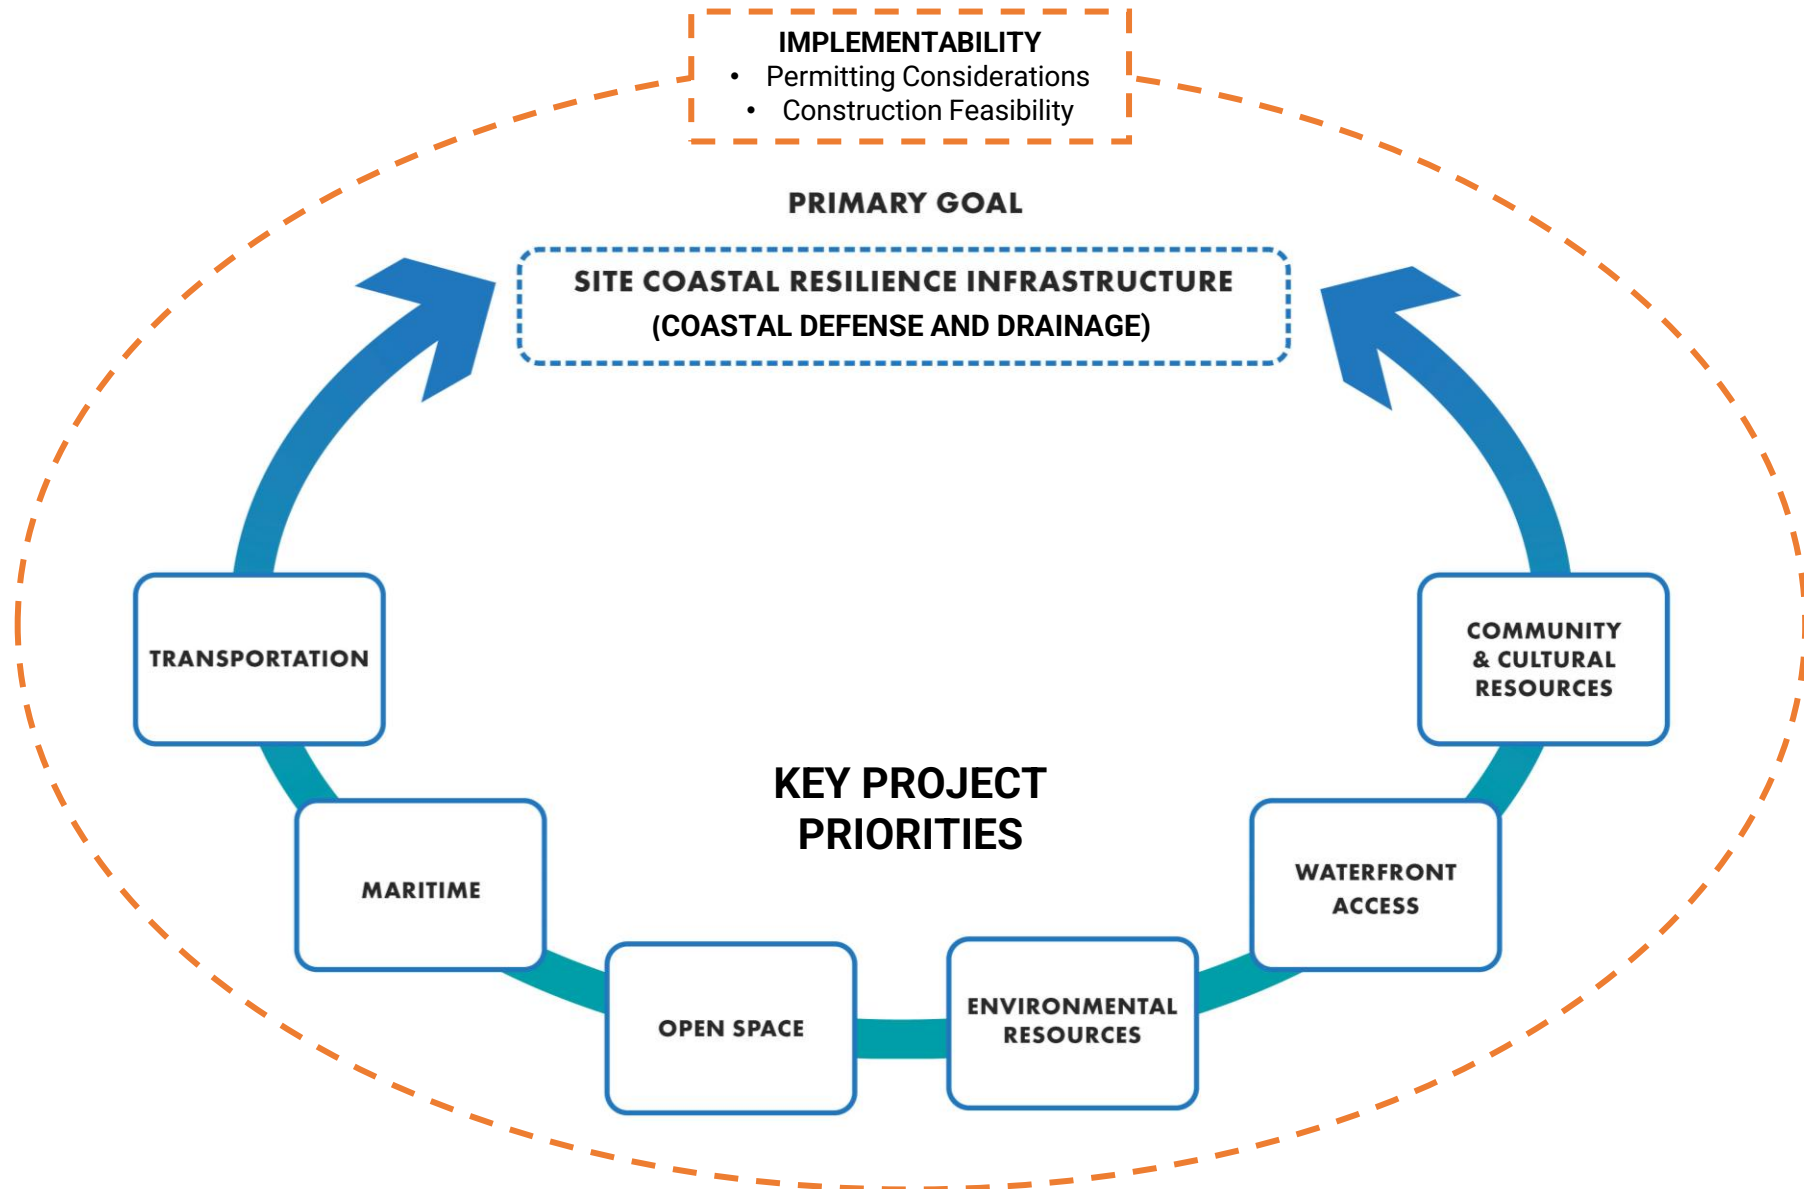 IMPLEMENTABILITY
• Permitting Considerations
• Construction Feasibility
PRIMARY GOAL
SITE COASTAL RESILIENCE INFRASTRUCTURE
(COASTAL DEFENSE AND DRAINAGE)
TRANSPORTATION
COMMUNITY
& CULTURAL
RESOURCES
KEY PROJECT
PRIORITIES
MARITIME
WATERFRONT
ACCESS
OPEN SPACE
ENVIRONMENTAL
RESOURCES